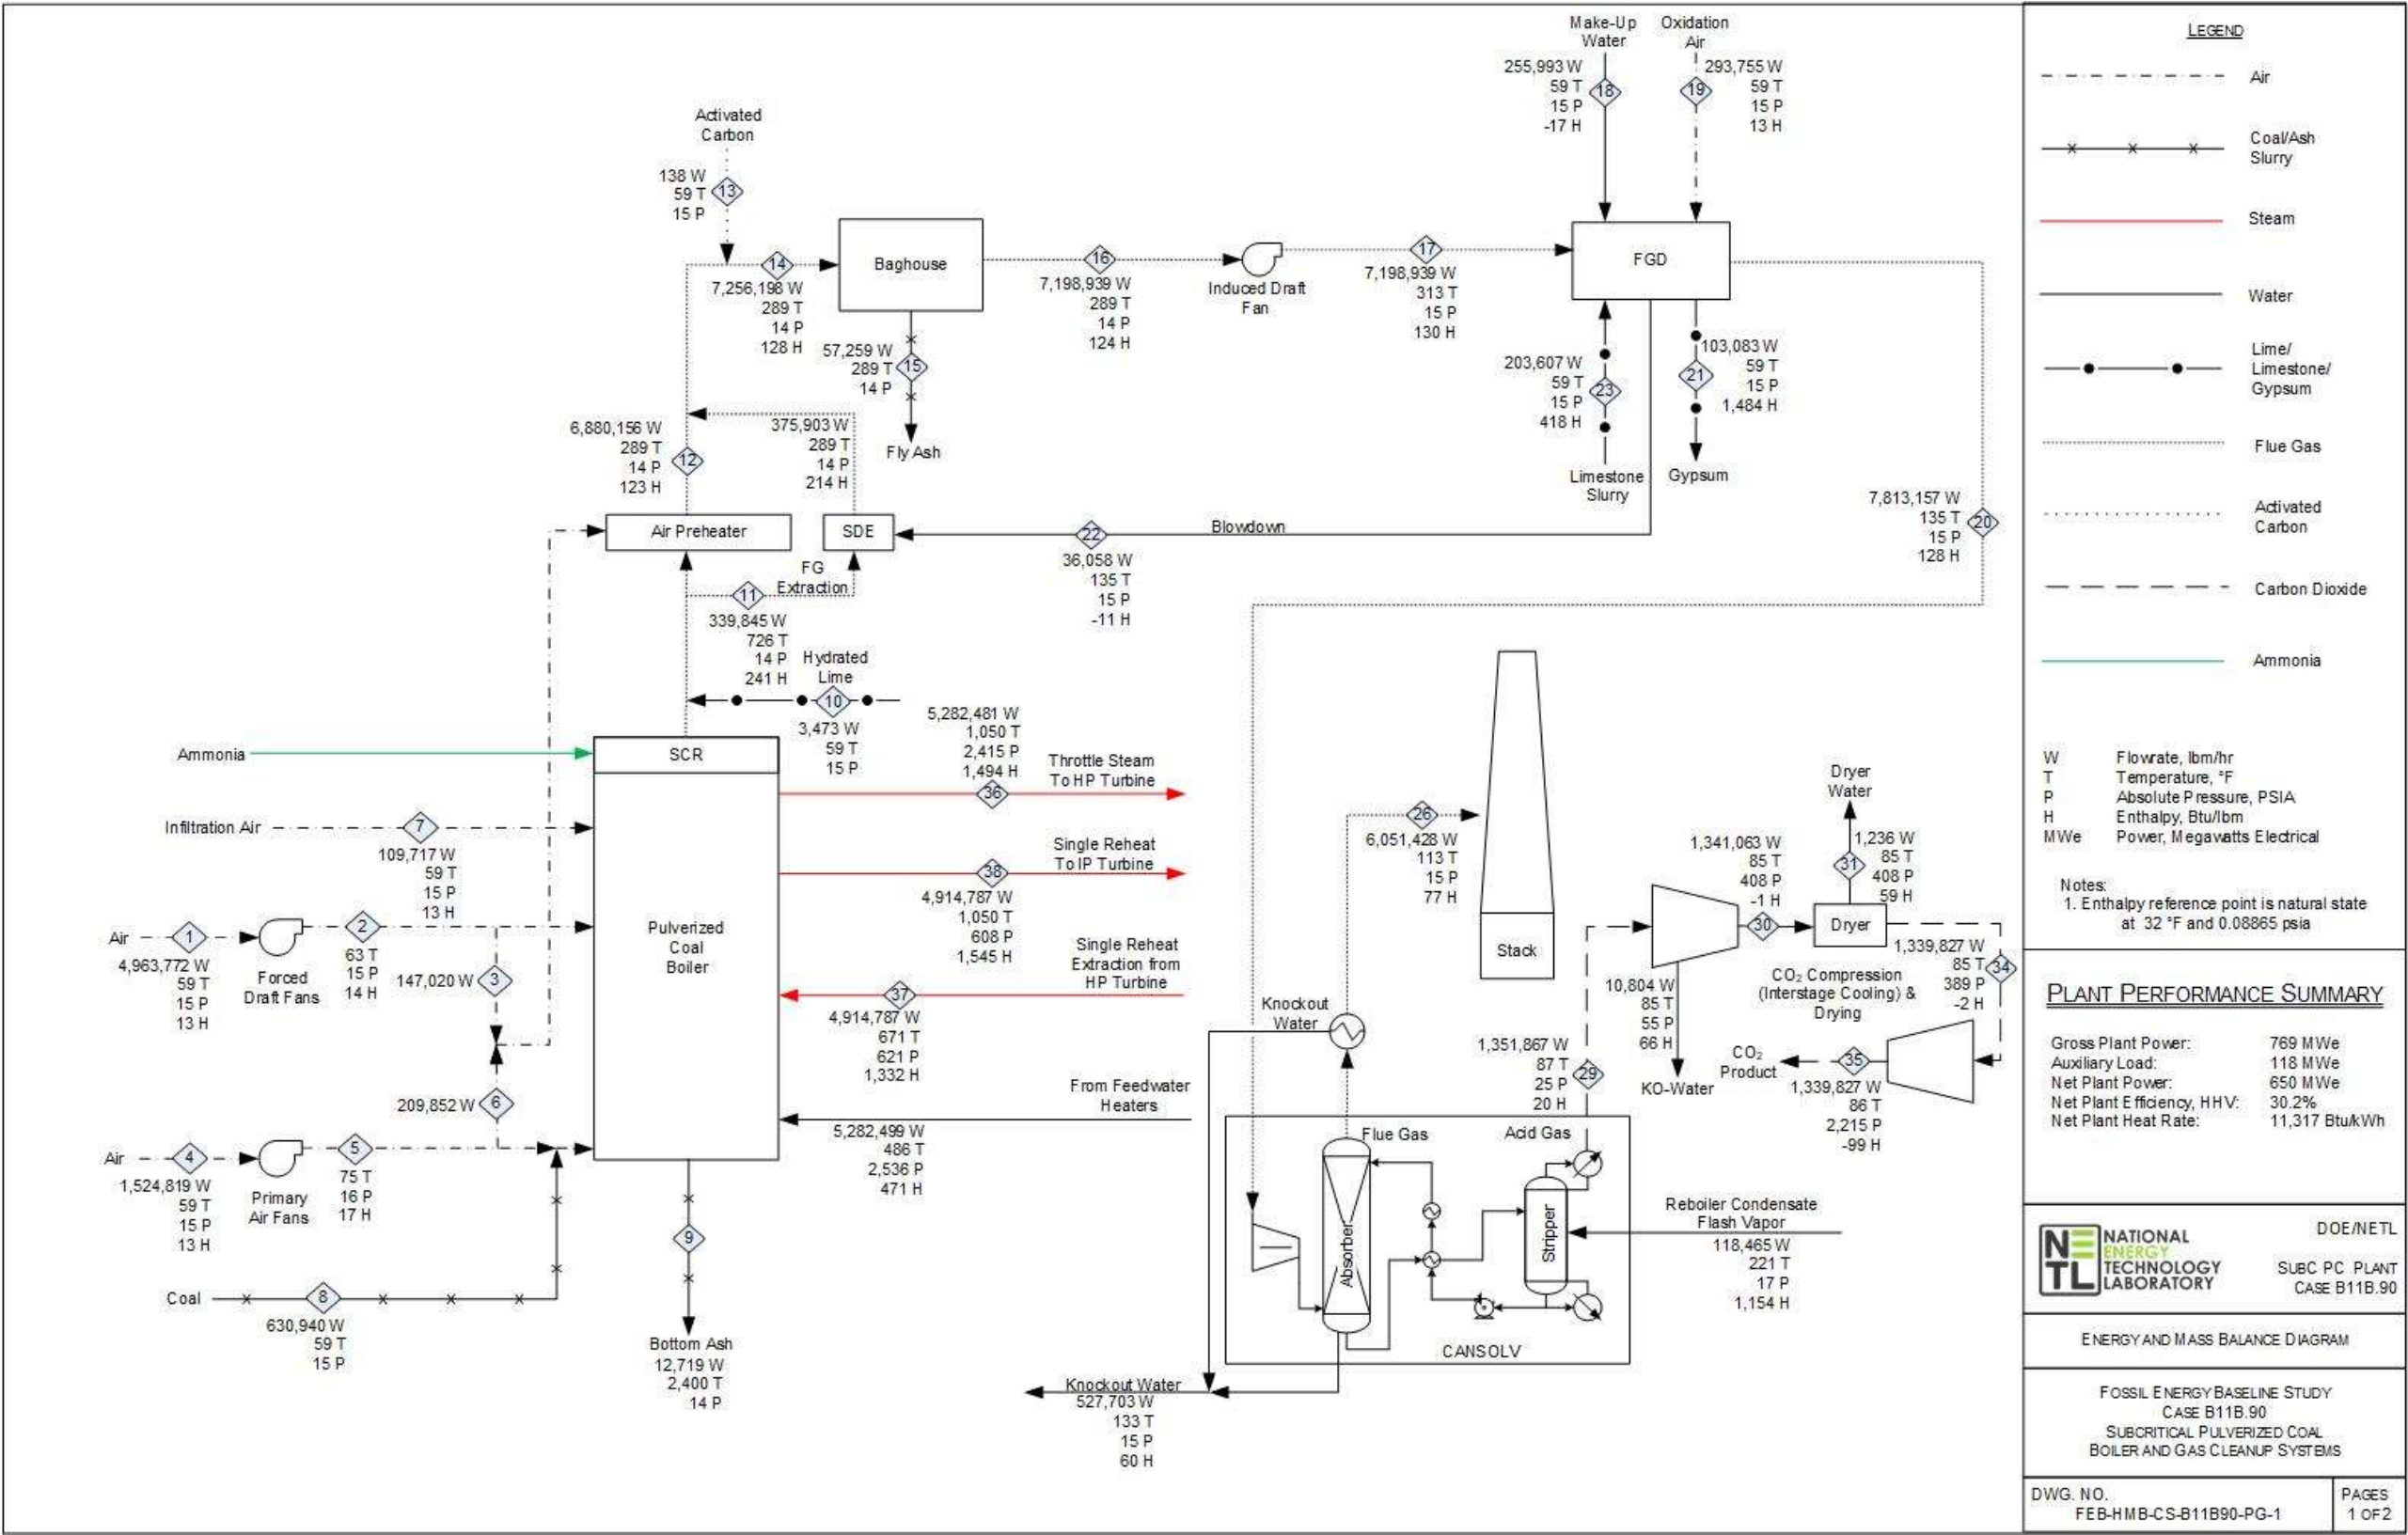 Make-Up
Water
Oxidation
Air
255,993 W
59 T
15 P
-17 H
18
293,755 W
59 T
15 P
13 H
19
Activated
Carbon
138 W
59 T
15 P
13
14
7,256,198 W
289 T
14 P
128 H
Baghouse
16
7,198,939 W
289 T
14 P
124 H
Induced Draft
Fan
17
7,198,939 W
313 T
15 P
130 H
FGD
57,259 W
289 T
14 P
15
Fly Ash
203,607 W
59 T
15 P
418 H
23
Limestone
Slurry
103,083 W
59 T
15 P
1,484 H
21
Gypsum
6,880,156 W
289 T
14 P
123 H
12
375,903 W
289 T
14 P
214 H
Air Preheater
SDE
22
Blowdown
36,058 W
135 T
15 P
-11 H
7,813,157 W
135 T
15 P
128 H
20
FG
Extraction
11
339,845 W
726 T
14 P
241 H
Hydrated
Lime
10
3,473 W
59 T
15 P
Ammonia
SCR
5,282,481 W
1,050 T
2,415 P
1,494 H
36
Throttle Steam
To HP Turbine
Infiltration Air
7
109,717 W
59 T
15 P
13 H
38
Single Reheat
To IP Turbine
4,914,787 W
1,050 T
608 P
1,545 H
Air
1
4,963,772 W
59 T
15 P
13 H
Forced
Draft Fans
2
63 T
15 P
14 H
147,020 W
3
Pulverized
Coal
Boiler
Single Reheat
Extraction from
HP Turbine
37
4,914,787 W
671 T
621 P
1,332 H
209,852 W
6
From Feedwater
Heaters
5,282,499 W
486 T
2,536 P
471 H
Air
4
1,524,819 W
59 T
15 P
13 H
Primary
Air Fans
5
75 T
16 P
17 H
9
Coal
8
630,940 W
59 T
15 P
Bottom Ash
12,719 W
2,400 T
14 P
26
6,051,428 W
113 T
15 P
77 H
Stack
Knockout
Water
1,351,867 W
87 T
25 P
20 H
29
1,341,063 W
85 T
408 P
-1 H
30
Dryer
Water
1,236 W
85 T
408 P
59 H
31
Dryer
1,339,827 W
85 T
389 P
-2 H
34
CO₂ Compression
(Interstage Cooling) &
Drying
10,804 W
85 T
55 P
66 H
KO-Water
CO₂
Product
35
1,339,827 W
86 T
2,215 P
-99 H
Flue Gas
Acid Gas
Absorber
Stripper
CANSOLV
Reboiler Condensate
Flash Vapor
118,465 W
221 T
17 P
1,154 H
Knockout Water
527,703 W
133 T
15 P
60 H
LEGEND
Air
Coal/Ash
Slurry
Steam
Water
Lime/
Limestone/
Gypsum
Flue Gas
Activated
Carbon
Carbon Dioxide
Ammonia
W Flowrate, lbm/hr
T Temperature, °F
P Absolute Pressure, PSIA
H Enthalpy, Btu/lbm
MWe Power, Megawatts Electrical
Notes:
1. Enthalpy reference point is natural state
at 32 °F and 0.08865 psia
PLANT PERFORMANCE SUMMARY
Gross Plant Power: 769 MWe
Auxiliary Load: 118 MWe
Net Plant Power: 650 MWe
Net Plant Efficiency, HHV: 30.2%
Net Plant Heat Rate: 11,317 Btu/kWh
NETL
NATIONAL
ENERGY
TECHNOLOGY
LABORATORY
DOE/NETL
SUBC PC PLANT
CASE B11B.90
ENERGY AND MASS BALANCE DIAGRAM
FOSSIL ENERGY BASELINE STUDY
CASE B11B.90
SUBCRITICAL PULVERIZED COAL
BOILER AND GAS CLEANUP SYSTEMS
DWG. NO.
FEB-HMB-CS-B11B90-PG-1
PAGES
1 OF 2